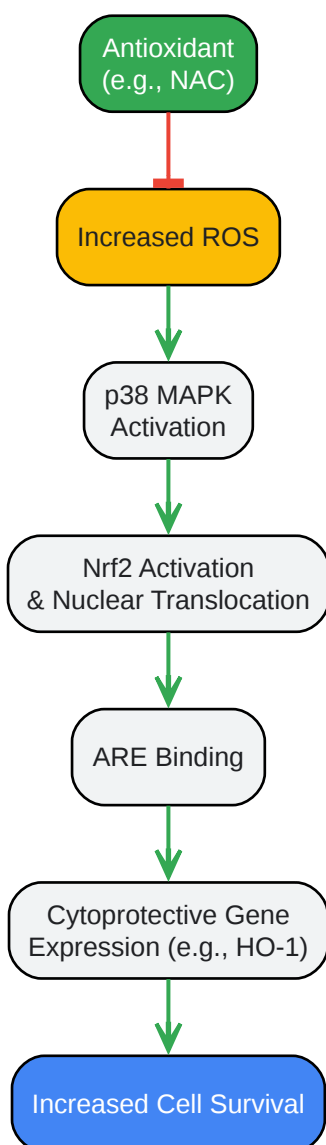 Antioxidant
(e.g., NAC)
Increased ROS
p38 MAPK
Activation
Nrf2 Activation
& Nuclear Translocation
ARE Binding
Cytoprotective Gene
Expression (e.g., HO-1)
Increased Cell Survival